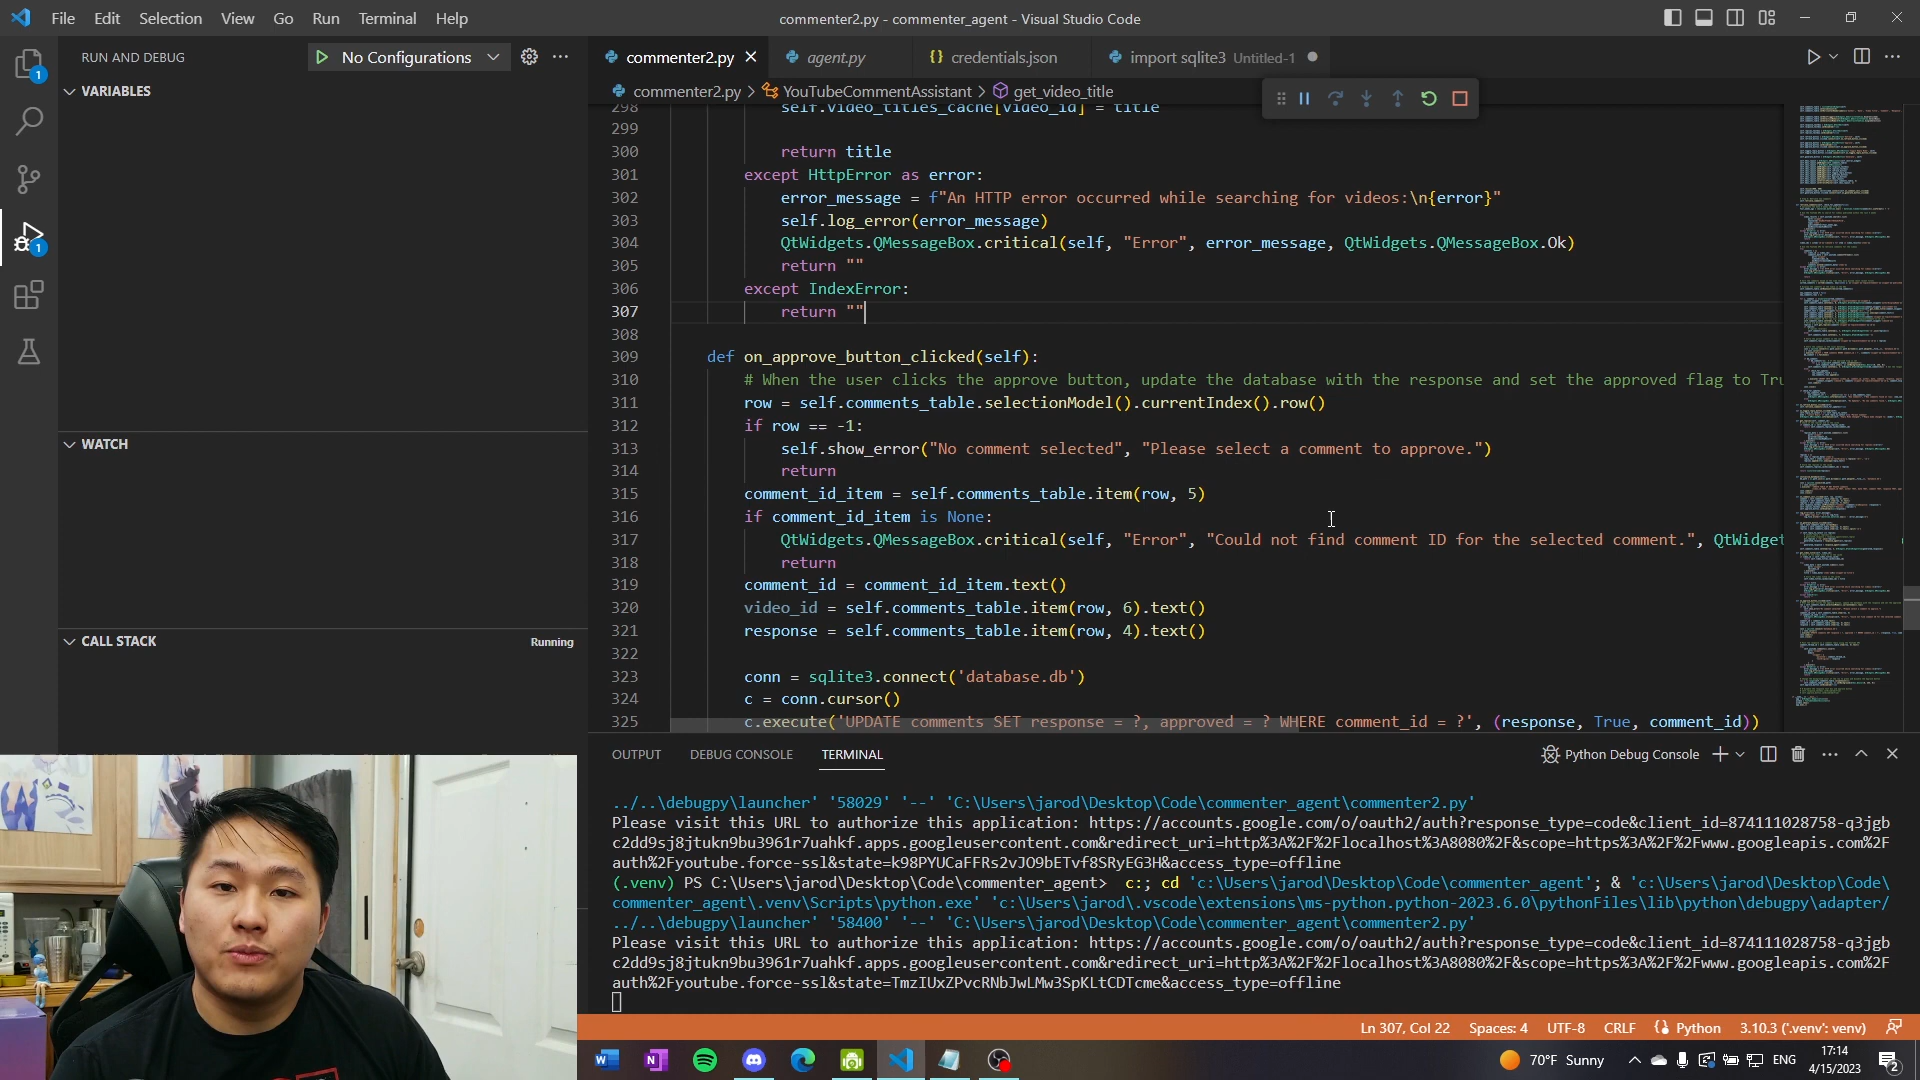 File Edit Selection View Go Run Terminal Help
commenter2.py - commenter_agent - Visual Studio Code
RUN AND DEBUG
No Configurations
commenter2.py
agent.py
{} credentials.json
import sqlite3 Untitled-1
1
commenter2.py > YouTubeCommentAssistant > get_video_title
VARIABLES
298 self.video_titles_cache[video_id] = title
299
300 return title
301 except HttpError as error:
302 error_message = f"An HTTP error occurred while searching for videos:\n{error}"
303 self.log_error(error_message)
304 QtWidgets.QMessageBox.critical(self, "Error", error_message, QtWidgets.QMessageBox.Ok)
305 return ""
306 except IndexError:
307 return ""
308
309 def on_approve_button_clicked(self):
310 # When the user clicks the approve button, update the database with the response and set the approved flag to Tru
311 row = self.comments_table.selectionModel().currentIndex().row()
312 if row == -1:
313 self.show_error("No comment selected", "Please select a comment to approve.")
314 return
315 comment_id_item = self.comments_table.item(row, 5)
316 if comment_id_item is None:
317 QtWidgets.QMessageBox.critical(self, "Error", "Could not find comment ID for the selected comment.", QtWidget
318 return
319 comment_id = comment_id_item.text()
320 video_id = self.comments_table.item(row, 6).text()
321 response = self.comments_table.item(row, 4).text()
322
323 conn = sqlite3.connect('database.db')
324 c = conn.cursor()
325 c.execute('UPDATE comments SET response = ?, approved = ? WHERE comment_id = ?', (response, True, comment_id))
1
WATCH
CALL STACK
Running
OUTPUT DEBUG CONSOLE TERMINAL
Python Debug Console
../..\debugpy\launcher' '58029' '--' 'C:\Users\jarod\Desktop\Code\commenter_agent\commenter2.py'
Please visit this URL to authorize this application: https://accounts.google.com/o/oauth2/auth?response_type=code&client_id=874111028758-q3jgb
c2dd9sj8jtukn9bu3961r7uahkf.apps.googleusercontent.com&redirect_uri=http%3A%2F%2Flocalhost%3A8080%2F&scope=https%3A%2F%2Fwww.googleapis.com%2F
auth%2Fyoutube.force-ssl&state=k98PYUCaFFRs2vJO9bETvf8SRyEG3H&access_type=offline
(.venv) PS C:\Users\jarod\Desktop\Code\commenter_agent> c:; cd 'c:\Users\jarod\Desktop\Code\commenter_agent'; & 'c:\Users\jarod\Desktop\Code\
commenter_agent\.venv\Scripts\python.exe' 'c:\Users\jarod\.vscode\extensions\ms-python.python-2023.6.0\pythonFiles\lib\python\debugpy\adapter/
../..\debugpy\launcher' '58400' '--' 'C:\Users\jarod\Desktop\Code\commenter_agent\commenter2.py'
Please visit this URL to authorize this application: https://accounts.google.com/o/oauth2/auth?response_type=code&client_id=874111028758-q3jgb
c2dd9sj8jtukn9bu3961r7uahkf.apps.googleusercontent.com&redirect_uri=http%3A%2F%2Flocalhost%3A8080%2F&scope=https%3A%2F%2Fwww.googleapis.com%2F
auth%2Fyoutube.force-ssl&state=TmzIUxZPvcRNbJwLMw3SpKLtCDTcme&access_type=offline
Ln 307, Col 22 Spaces: 4 UTF-8 CRLF Python 3.10.3 ('.venv': venv)
70°F Sunny
ENG
17:14
4/15/2023
2